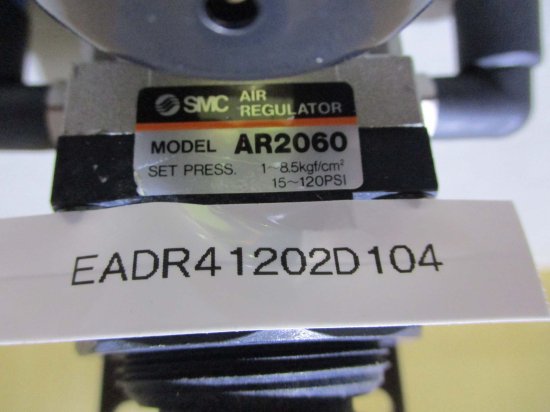 SMC AIR REGULATOR
MODEL AR2060
SET PRESS. 1~8.5kgf/cm²
15~120PSI
EADR41202D104